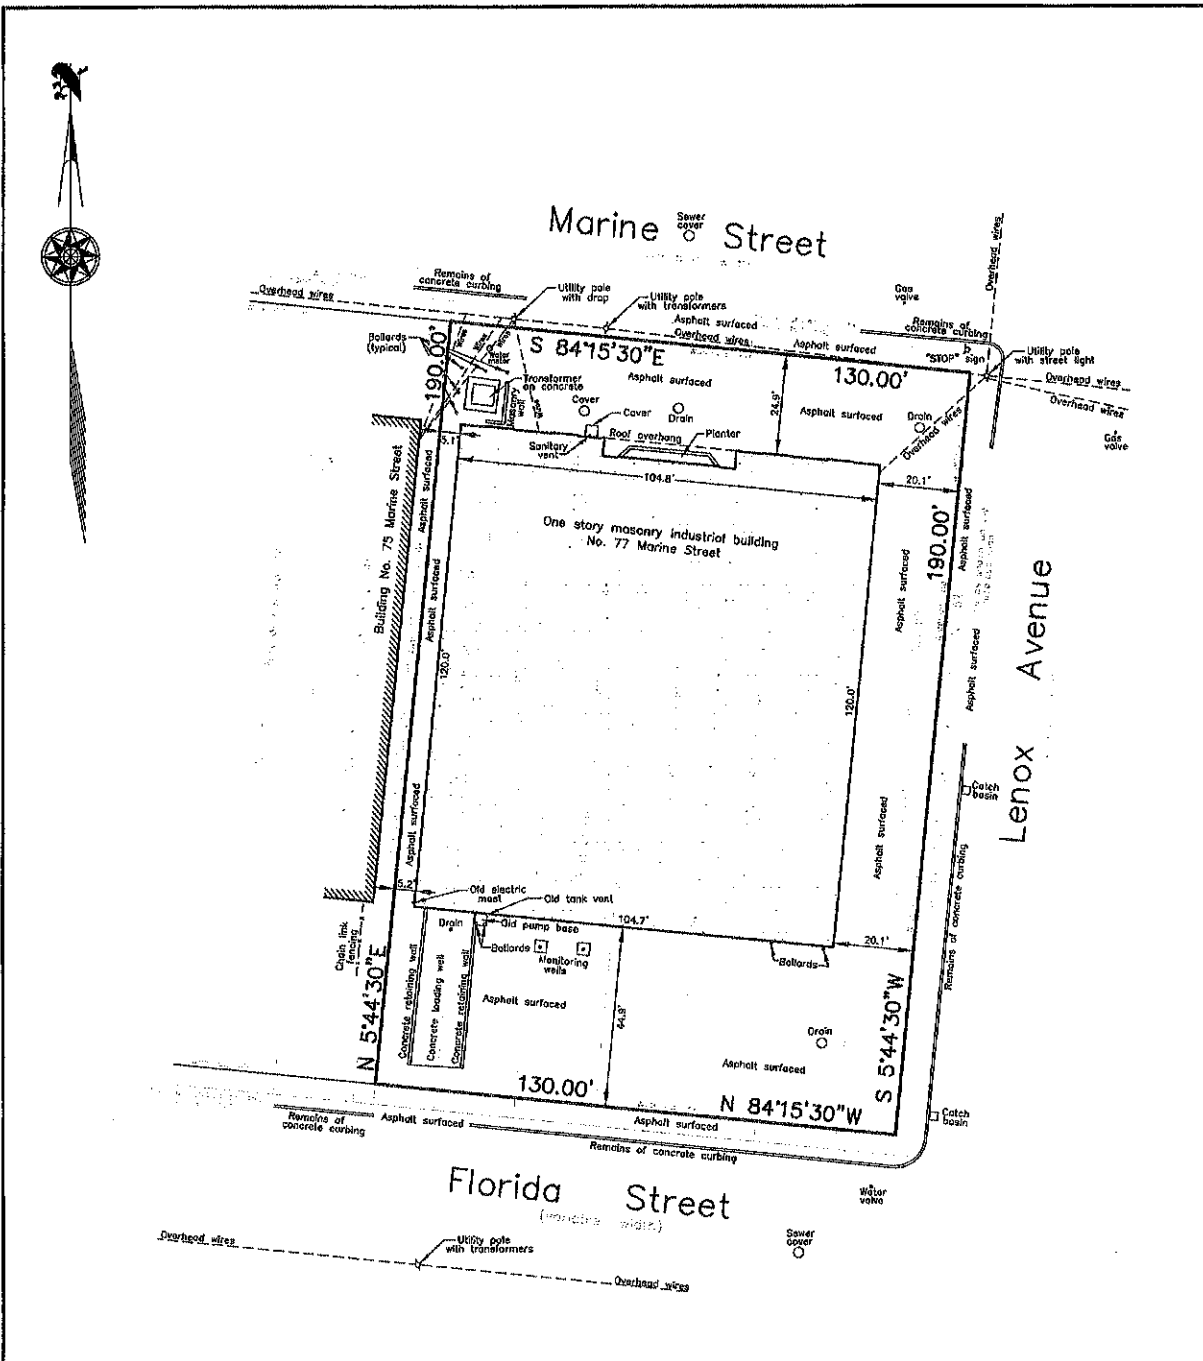 Marine Street
Sewer
cover
Remains of
concrete curbing
Overhead wires
Utility pole
with drop
Utility pole
with transformers
Asphalt surfaced
Overhead wires
Gas
valve
Remains of
concrete curbing
Asphalt surfaced
"STOP" sign
Overhead wires
Utility pole
with street light
Overhead wires
Overhead wires
Gas
valve
Bollards
(typical)
190.00'
S 84°15'30"E
130.00'
Transformer
on concrete
Masonry
wall
Asphalt surfaced
Cover
Cover
Drain
24.9'
Asphalt surfaced
Drain
Overhead wires
Sanitary
vent
Roof overhang
Planter
5.1'
104.8'
20.1'
One story masonry industrial building
No. 77 Marine Street
Building No. 75 Marine Street
Asphalt surfaced
Asphalt surfaced
120.0'
Asphalt surfaced
120.0'
Asphalt surfaced
190.00'
Asphalt surfaced
Asphalt surfaced
Asphalt surfaced
Lenox Avenue
Catch
basin
Remains of concrete curbing
5.2'
Old electric
mast
Old tank vent
Drain
Old pump base
104.7'
Bollards
Monitoring
wells
Bollards
20.1'
Chain link
fencing
N 5°44'30"E
Concrete retaining wall
Concrete loading well
Concrete retaining wall
Asphalt surfaced
44.9'
Drain
Asphalt surfaced
S 5°44'30"W
130.00'
N 84°15'30"W
Catch
basin
Remains of
concrete curbing
Asphalt surfaced
Asphalt surfaced
Remains of concrete curbing
Florida Street
Water
valve
Overhead wires
Utility pole
with transformers
Sewer
cover
Overhead wires